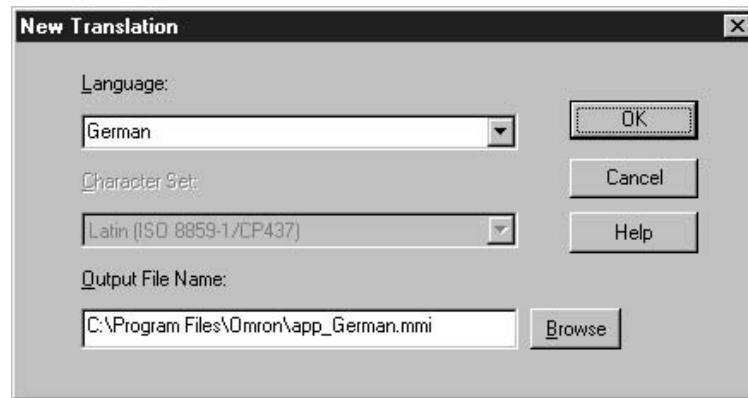 New Translation
Language:
German
OK
Character Set:
Cancel
Latin (ISO 8859-1/CP437)
Help
Output File Name:
C:\Program Files\Omron\app_German.mmi
Browse